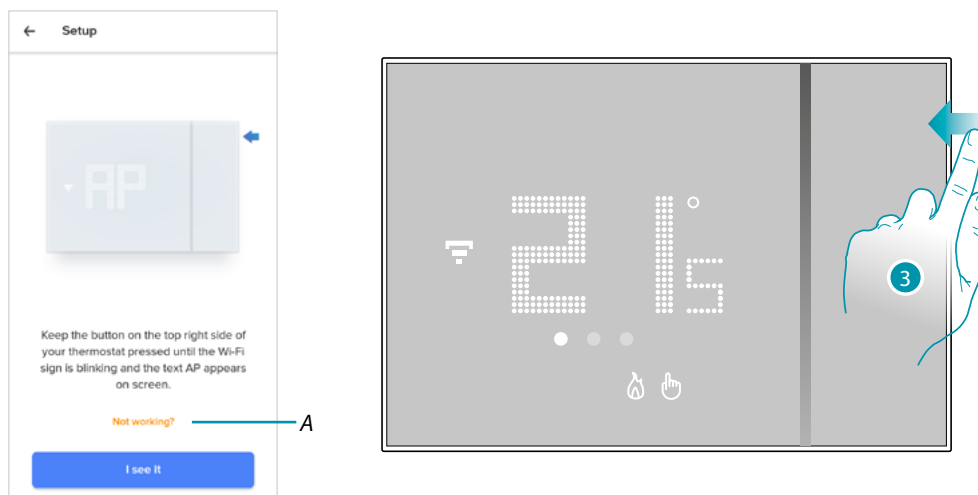 Setup
AP
Keep the button on the top right side of
your thermostat pressed until the Wi-Fi
sign is blinking and the text AP appears
on screen.
Not working?
A
I see It
21°5
3